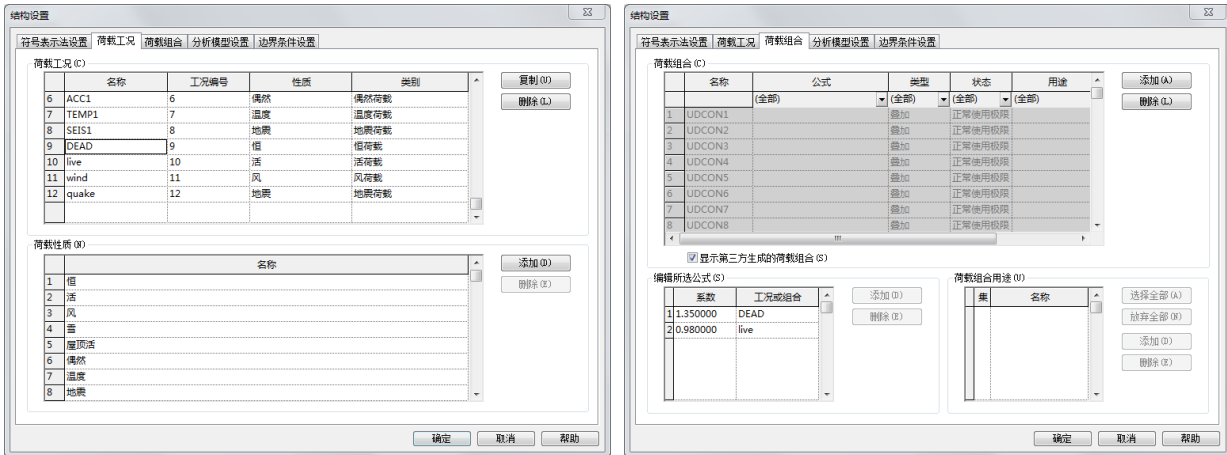 结构设置
符号表示法设置 荷载工况 荷载组合 分析模型设置 边界条件设置
荷载工况(C)
名称 工况编号 性质 类别
6 ACC1 6 偶然 偶然荷载
7 TEMP1 7 温度 温度荷载
8 SEIS1 8 地震 地震荷载
9 DEAD 9 恒 恒荷载
10 live 10 活 活荷载
11 wind 11 风 风荷载
12 quake 12 地震 地震荷载
复制(U)
删除(L)
荷载性质(N)
名称
1 恒
2 活
3 风
4 雪
5 屋顶活
6 偶然
7 温度
8 地震
添加(D)
删除(E)
确定 取消 帮助
结构设置
符号表示法设置 荷载工况 荷载组合 分析模型设置 边界条件设置
荷载组合(C)
名称 公式 类型 状态 用途
(全部) (全部) (全部) (全部)
1 UDCON1 叠加 正常使用极限
2 UDCON2 叠加 正常使用极限
3 UDCON3 叠加 正常使用极限
4 UDCON4 叠加 正常使用极限
5 UDCON5 叠加 正常使用极限
6 UDCON6 叠加 正常使用极限
7 UDCON7 叠加 正常使用极限
8 UDCON8 叠加 正常使用极限
添加(A)
删除(L)
显示第三方生成的荷载组合(S)
编辑所选公式(S)
系数 工况或组合
1 1.350000 DEAD
2 0.980000 live
添加(D)
删除(E)
荷载组合用途(U)
集 名称
选择全部(A)
放弃全部(N)
添加(D)
删除(E)
确定 取消 帮助